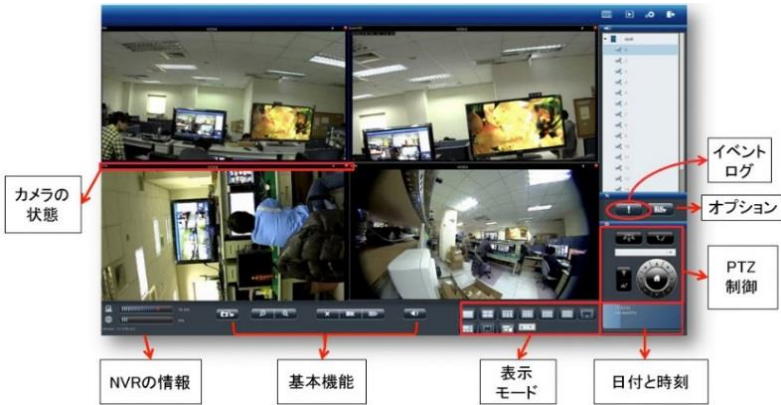 イベント
ログ
カメラの
状態
オプション
PTZ
制御
NVRの情報
基本機能
表示
モード
日付と時刻